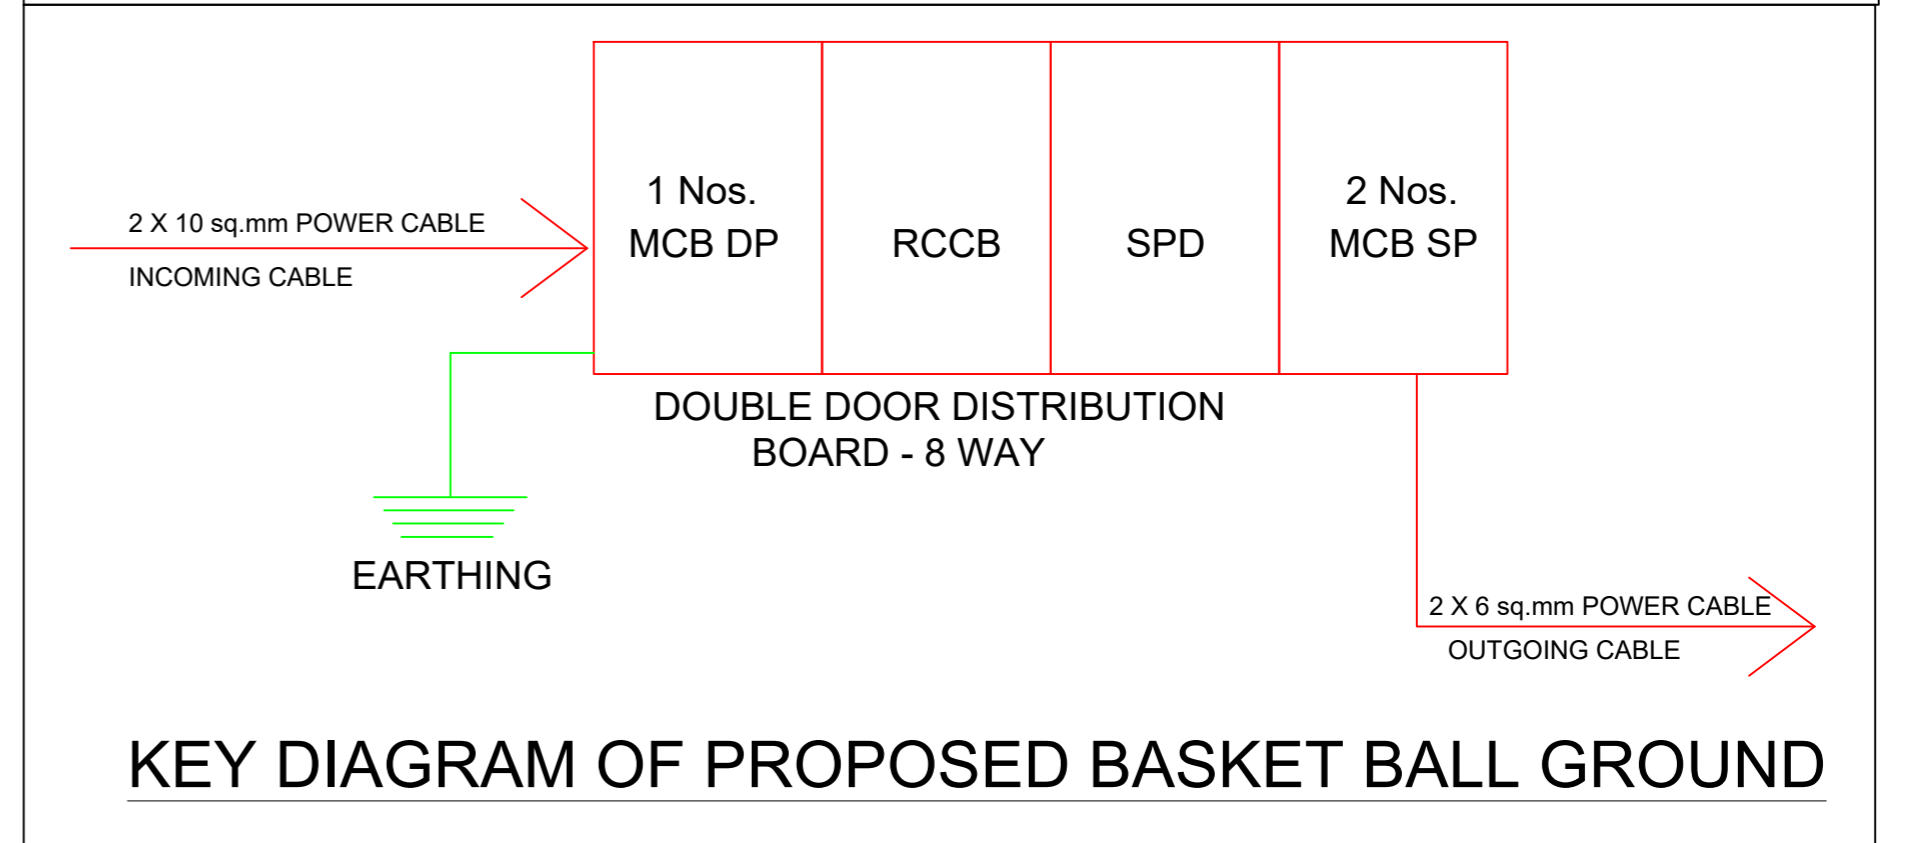 2 X 10 sq.mm POWER CABLE
INCOMING CABLE
1 Nos.
MCB DP
RCCB
SPD
2 Nos.
MCB SP
DOUBLE DOOR DISTRIBUTION
BOARD - 8 WAY
EARTHING
2 X 6 sq.mm POWER CABLE
OUTGOING CABLE
KEY DIAGRAM OF PROPOSED BASKET BALL GROUND